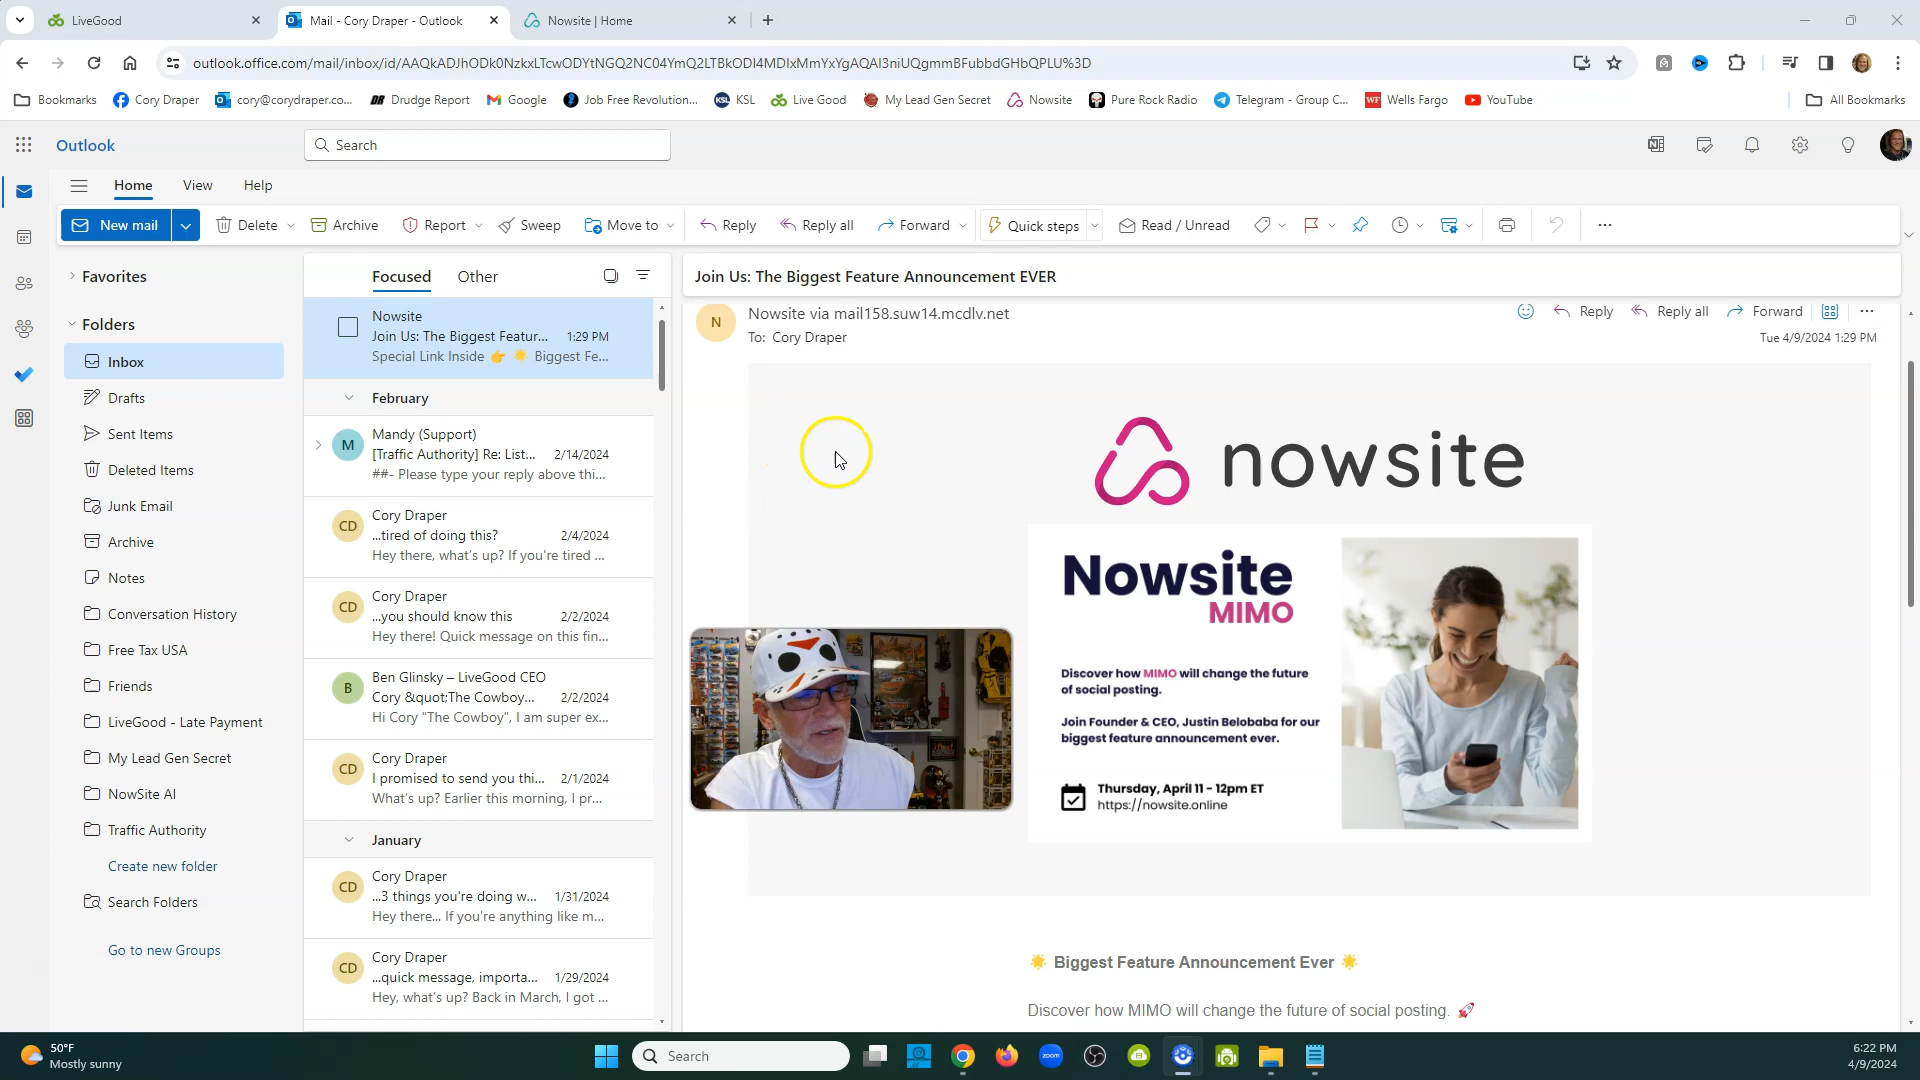 LiveGood
Mail - Cory Draper - Outlook
Nowsite | Home
outlook.office.com/mail/inbox/id/AAQkADJhODk0NzkxLTcwODYtNGQ2NC04YmQ2LTBkODI4MDIxMmYxYgAQAI3niUQgmmBFubbdGHbQPLU%3D
Bookmarks
Cory Draper
cory@corydraper.co...
Drudge Report
Google
Job Free Revolution...
KSL
Live Good
My Lead Gen Secret
Nowsite
Pure Rock Radio
Telegram - Group C...
Wells Fargo
YouTube
All Bookmarks
Outlook
Search
Home
View
Help
New mail
Delete
Archive
Report
Sweep
Move to
Reply
Reply all
Forward
Quick steps
Read / Unread
Favorites
Folders
Inbox
Drafts
Sent Items
Deleted Items
Junk Email
Archive
Notes
Conversation History
Free Tax USA
Friends
LiveGood - Late Payment
My Lead Gen Secret
NowSite AI
Traffic Authority
Create new folder
Search Folders
Go to new Groups
Focused
Other
Nowsite
Join Us: The Biggest Featur... 1:29 PM
Special Link Inside 👉 🌟 Biggest Fe...
February
M
Mandy (Support)
[Traffic Authority] Re: List... 2/14/2024
##- Please type your reply above thi...
CD
Cory Draper
...tired of doing this? 2/4/2024
Hey there, what's up? If you're tired ...
CD
Cory Draper
...you should know this 2/2/2024
Hey there! Quick message on this fin...
B
Ben Glinsky – LiveGood CEO
Cory &quot;The Cowboy... 2/2/2024
Hi Cory "The Cowboy", I am super ex...
CD
Cory Draper
I promised to send you thi... 2/1/2024
What's up? Earlier this morning, I pr...
January
CD
Cory Draper
...3 things you're doing w... 1/31/2024
Hey there... If you're anything like m...
CD
Cory Draper
...quick message, importa... 1/29/2024
Hey, what's up? Back in March, I got ...
Join Us: The Biggest Feature Announcement EVER
N
Nowsite via mail158.suw14.mcdlv.net
To: Cory Draper
Reply
Reply all
Forward
Tue 4/9/2024 1:29 PM
nowsite
Nowsite
MIMO
Discover how MIMO will change the future
of social posting.
Join Founder & CEO, Justin Belobaba for our
biggest feature announcement ever.
Thursday, April 11 - 12pm ET
https://nowsite.online
🌟 Biggest Feature Announcement Ever 🌟
Discover how MIMO will change the future of social posting. 🚀
50°F
Mostly sunny
Search
zoom
6:22 PM
4/9/2024